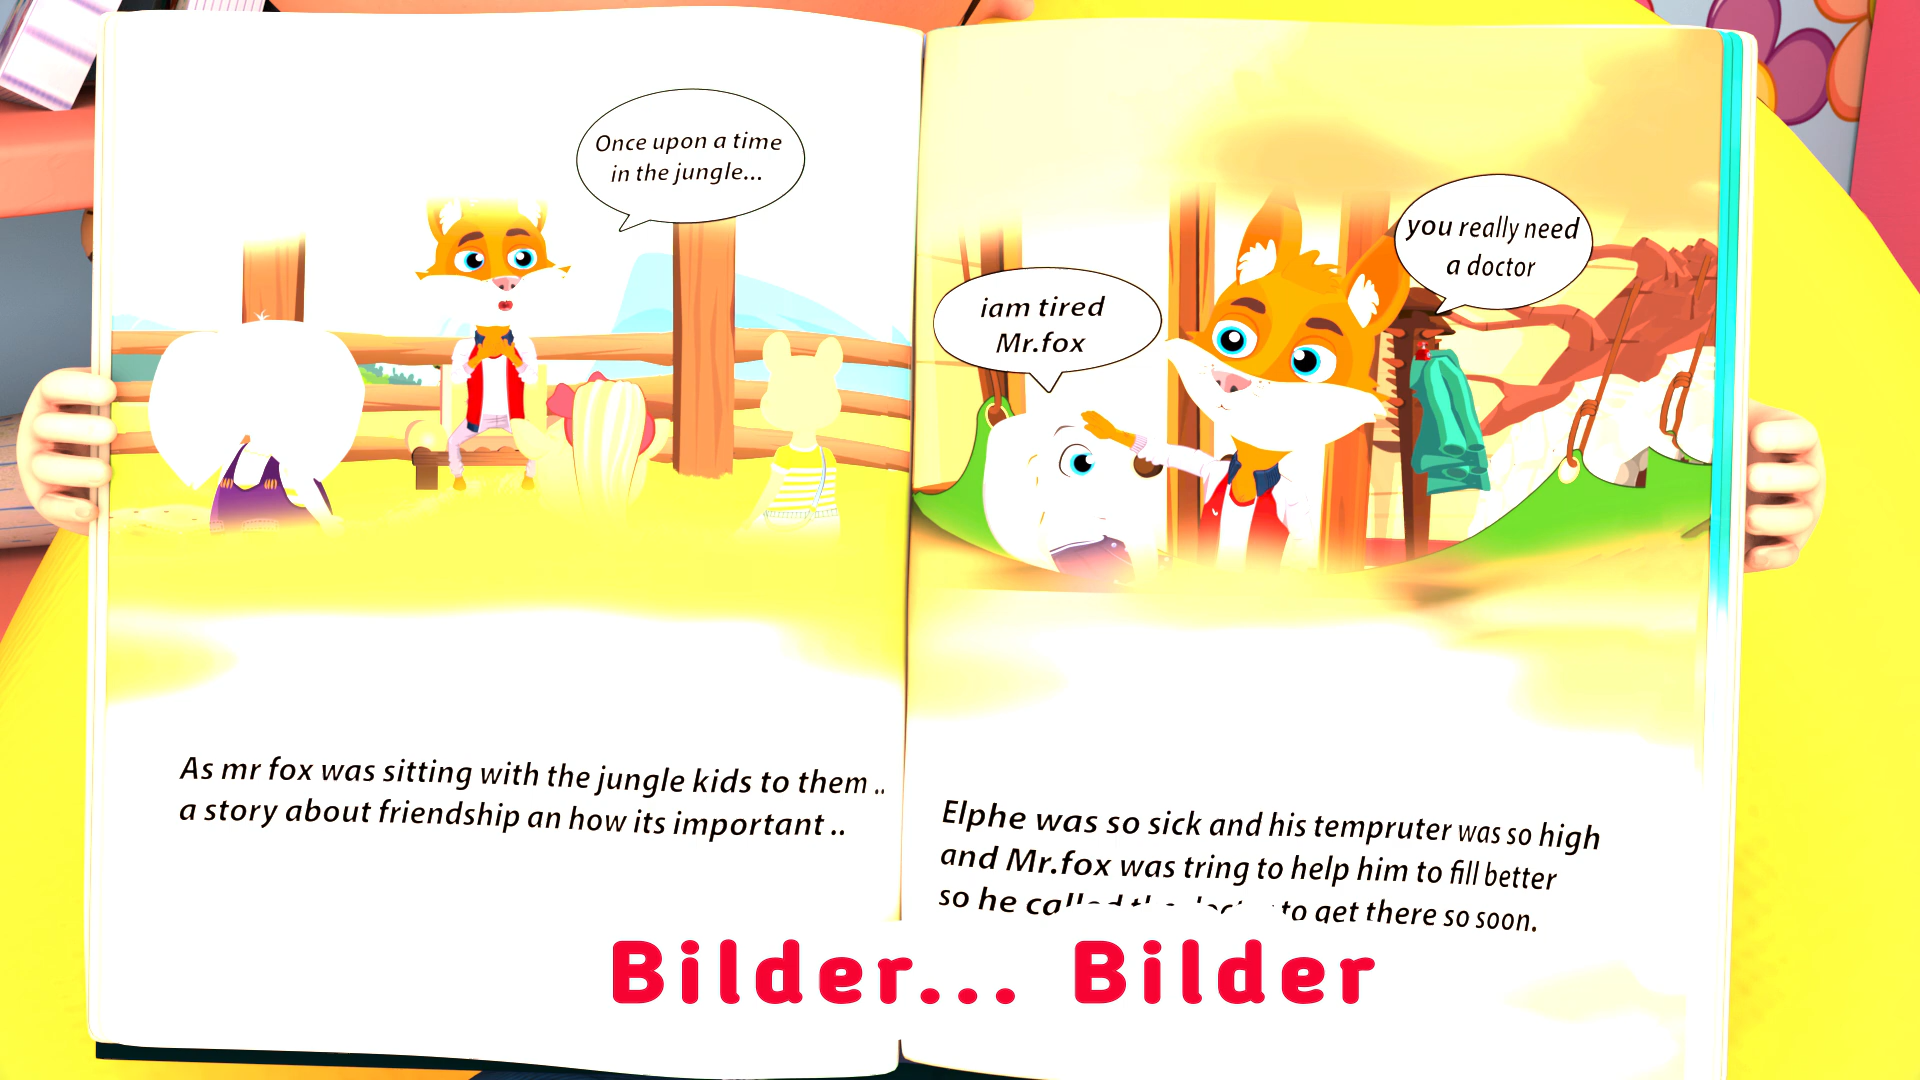 Once upon a time
in the jungle...
As mr fox was sitting with the jungle kids to them ..
a story about friendship an how its important ..
iam tired
Mr.fox
you really need
a doctor
Elphe was so sick and his tempruter was so high
and Mr.fox was tring to help him to fill better
so he called to get there so soon.
Bilder... Bilder